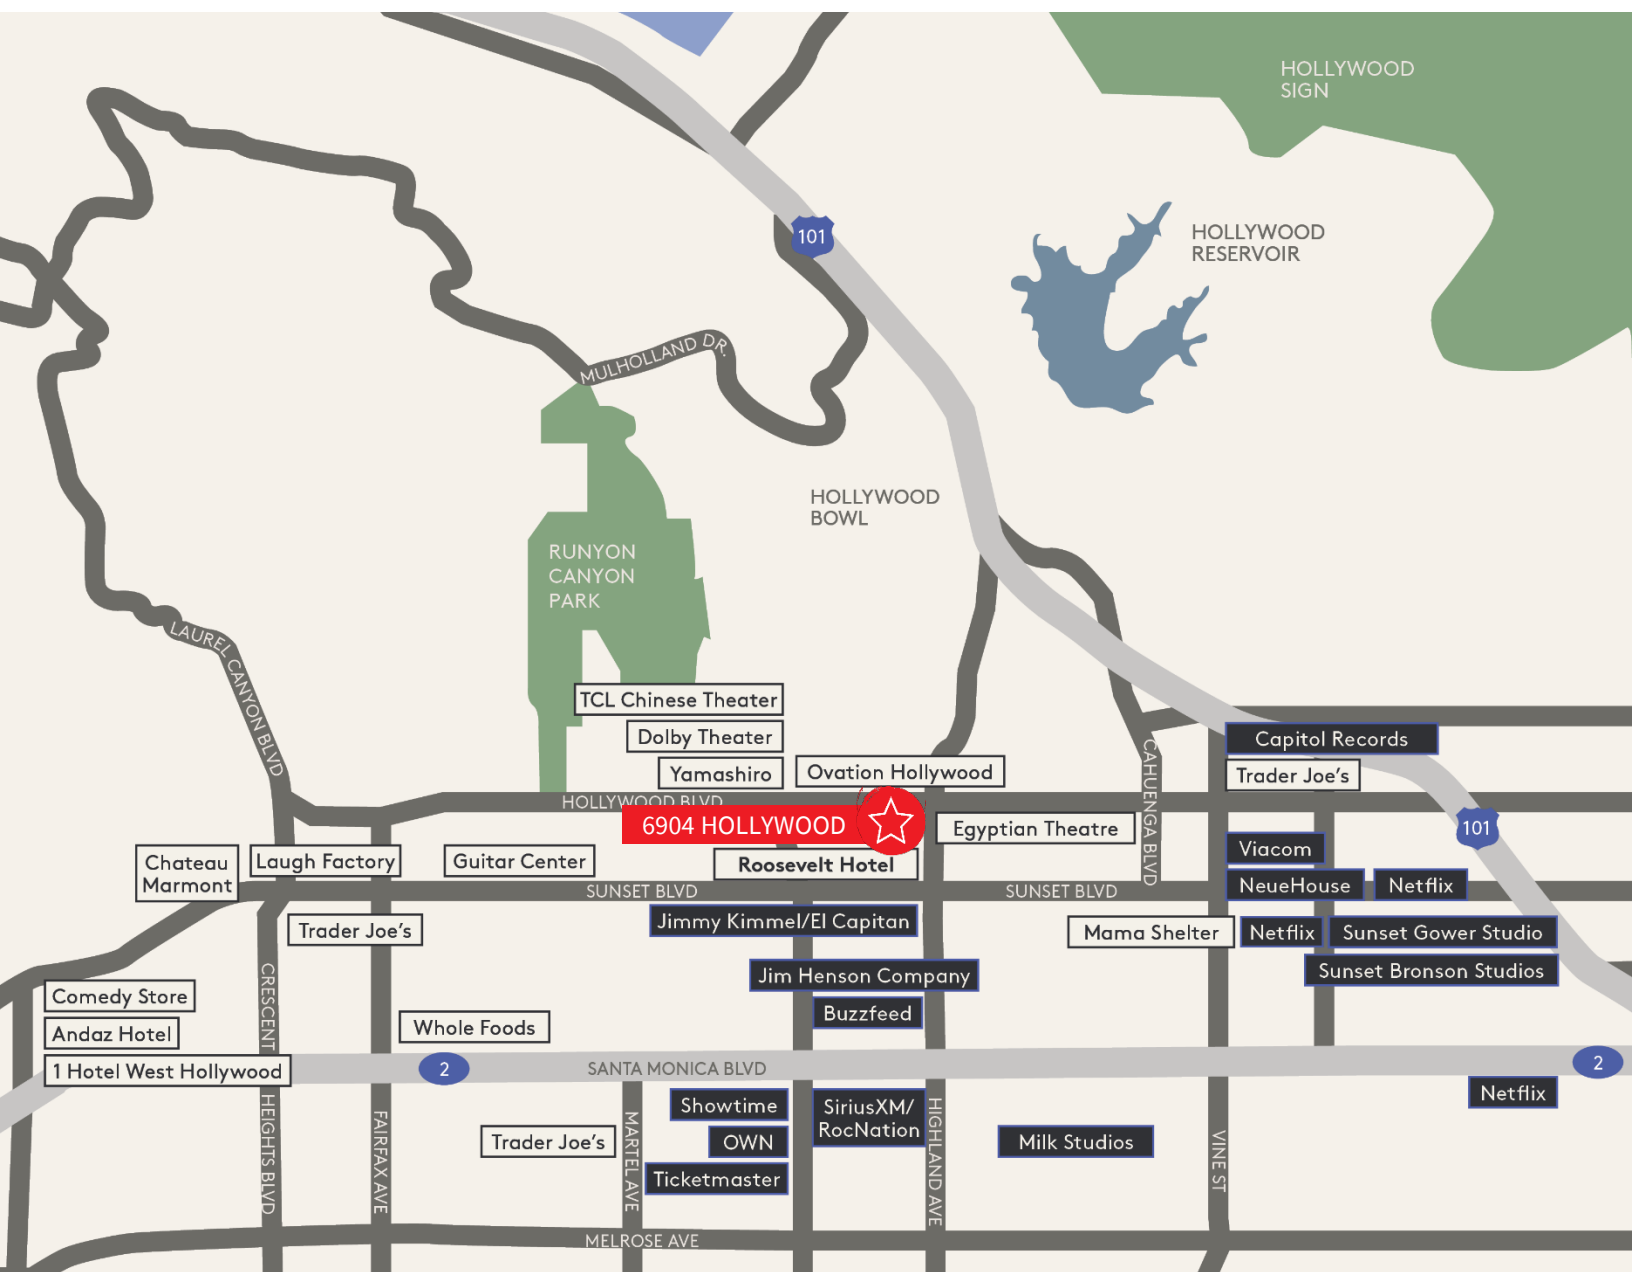 HOLLYWOOD
SIGN
101
HOLLYWOOD
RESERVOIR
MULHOLLAND DR.
HOLLYWOOD
BOWL
RUNYON
CANYON
PARK
LAUREL CANYON BLVD
TCL Chinese Theater
Dolby Theater
Yamashiro
Ovation Hollywood
Capitol Records
Trader Joe's
CAHUENGA BLVD
HOLLYWOOD BLVD
6904 HOLLYWOOD
Egyptian Theatre
101
Chateau
Marmont
Laugh Factory
Guitar Center
Roosevelt Hotel
Viacom
NeueHouse
Netflix
SUNSET BLVD
SUNSET BLVD
Trader Joe's
Jimmy Kimmel/El Capitan
Mama Shelter
Netflix
Sunset Gower Studio
Sunset Bronson Studios
Jim Henson Company
Comedy Store
Andaz Hotel
1 Hotel West Hollywood
CRESCENT
HEIGHTS BLVD
Whole Foods
Buzzfeed
2
SANTA MONICA BLVD
2
Netflix
FAIRFAX AVE
Trader Joe's
MARTEL AVE
Showtime
OWN
Ticketmaster
SiriusXM/
RocNation
HIGHLAND AVE
Milk Studios
VINE ST
MELROSE AVE